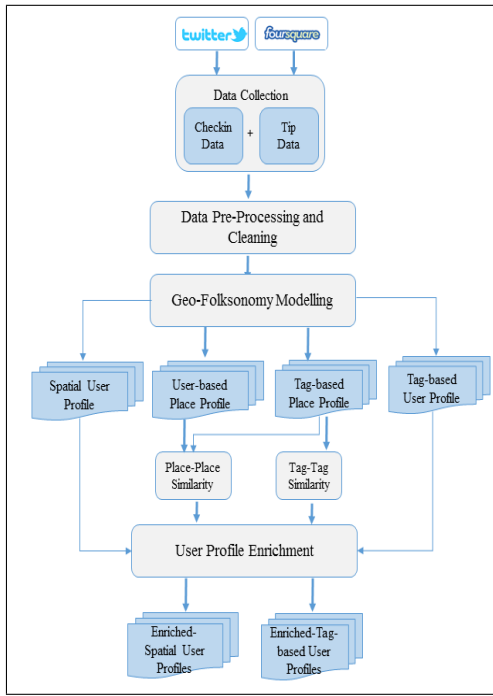 twitter
foursquare
Data Collection
Checkin
Data
+
Tip
Data
Data Pre-Processing and
Cleaning
Geo-Folksonomy Modelling
Spatial User
Profile
User-based
Place Profile
Tag-based
Place Profile
Tag-based
User Profile
Place-Place
Similarity
Tag-Tag
Similarity
User Profile Enrichment
Enriched-
Spatial User
Profiles
Enriched-Tag-
based User
Profiles